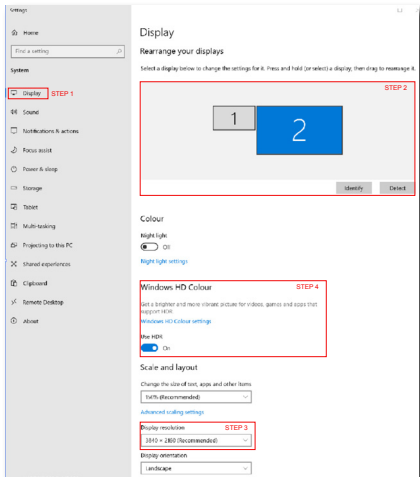 Settings
Home
Find a setting
System
Display STEP 1
Sound
Notifications & actions
Focus assist
Power & sleep
Storage
Tablet
Multi-tasking
Projecting to this PC
Shared experiences
Clipboard
Remote Desktop
About
Display
Rearrange your displays
Select a display below to change the settings for it. Press and hold (or select) a display, then drag to rearrange it.
STEP 2
1
2
Identify Detect
Colour
Night light
Off
Night light settings
Windows HD Colour STEP 4
Get a brighter and more vibrant picture for videos, games and apps that
support HDR
Windows HD Colour settings
Use HDR
On
Scale and layout
Change the size of text, apps and other items
150% (Recommended)
Advanced scaling settings
Display resolution STEP 3
3840 × 2160 (Recommended)
Display orientation
Landscape